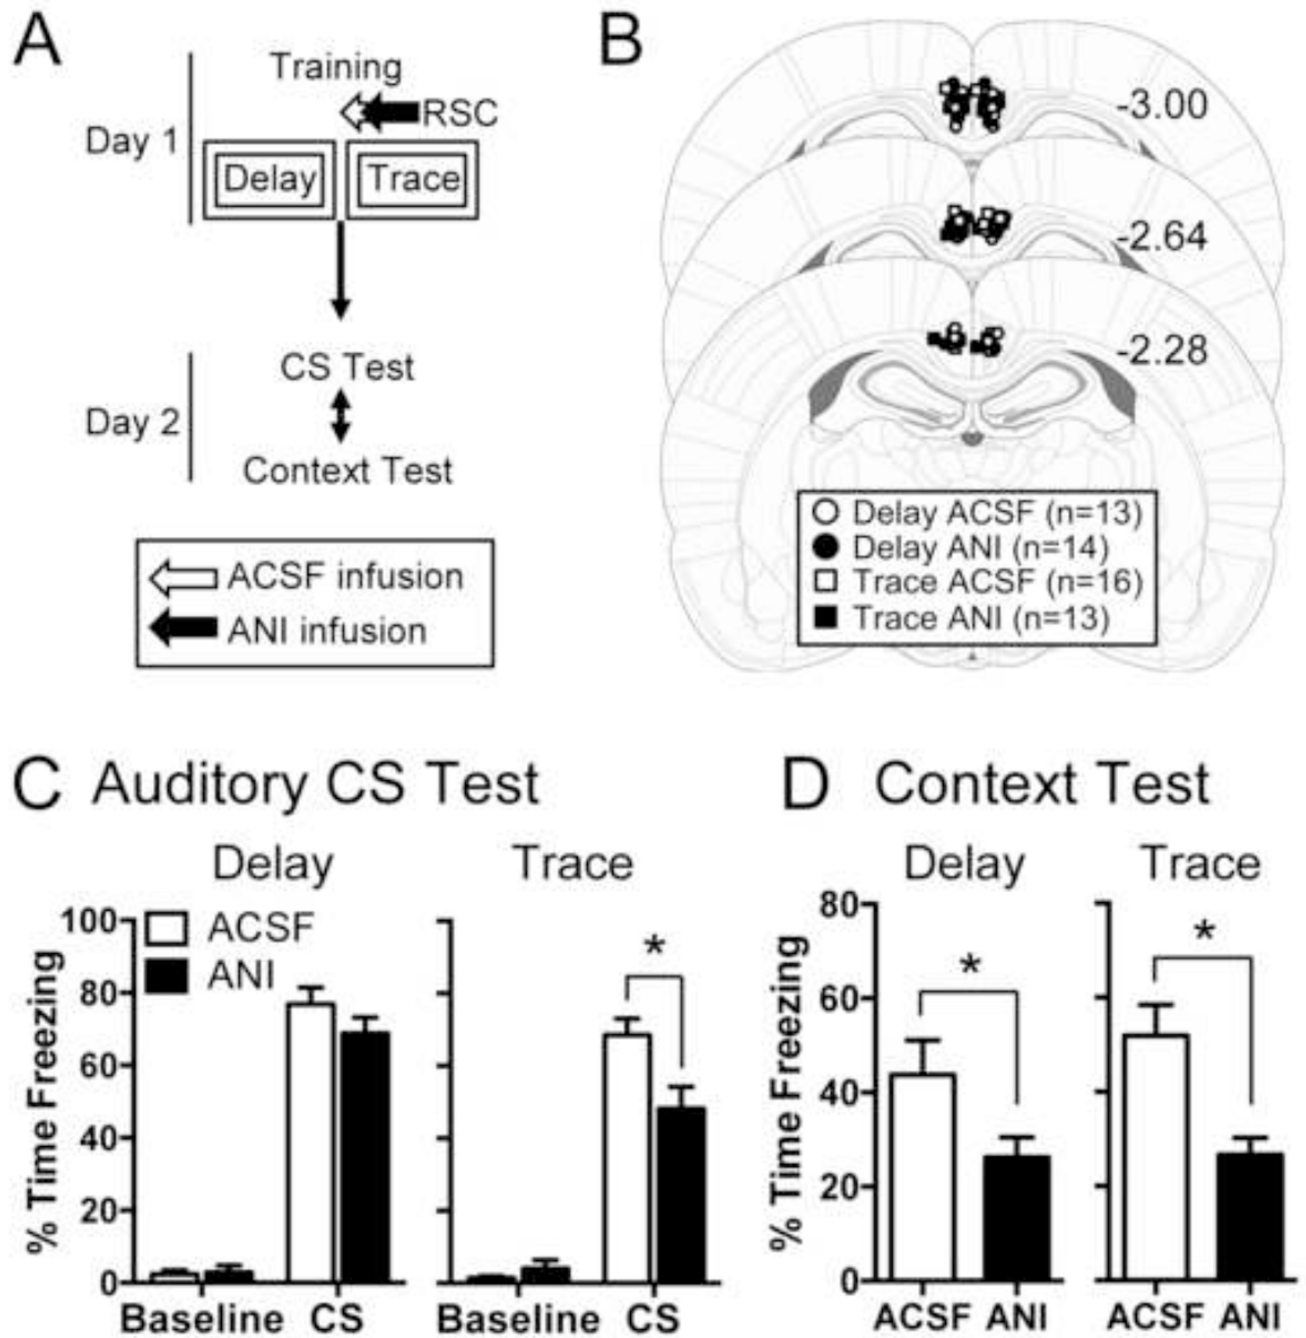 A
Training
RSC
Day 1
Delay
Trace
CS Test
Day 2
Context Test
ACSF infusion
ANI infusion
B
-3.00
-2.64
-2.28
Delay ACSF (n=13)
Delay ANI (n=14)
Trace ACSF (n=16)
Trace ANI (n=13)
C Auditory CS Test
Delay
Trace
% Time Freezing
100
80
60
40
20
0
ACSF
ANI
*
Baseline CS
Baseline CS
D Context Test
Delay
Trace
% Time Freezing
80
60
40
20
0
*
*
ACSF ANI
ACSF ANI